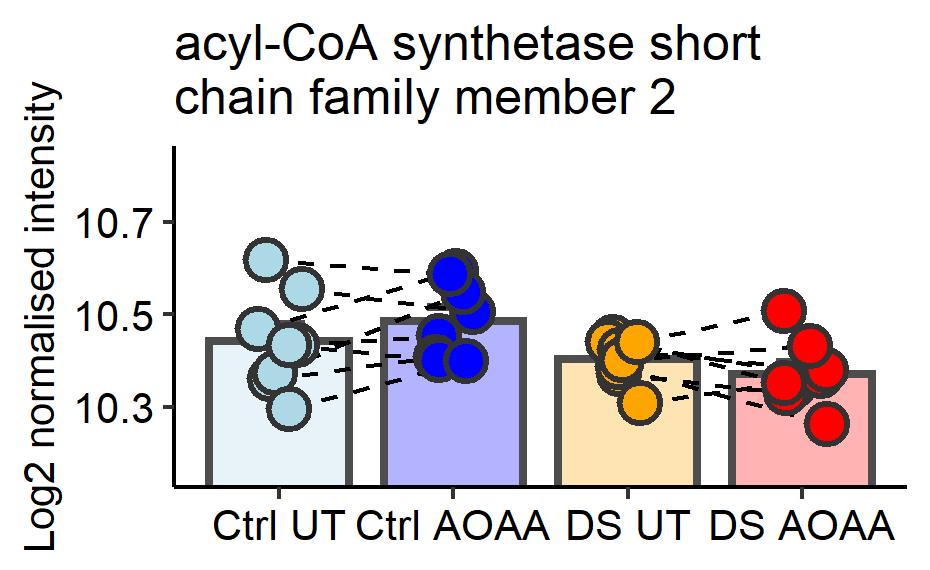 acyl-CoA synthetase short
chain family member 2
Log2 normalised intensity
10.7
10.5
10.3
Ctrl UT Ctrl AOAA DS UT DS AOAA